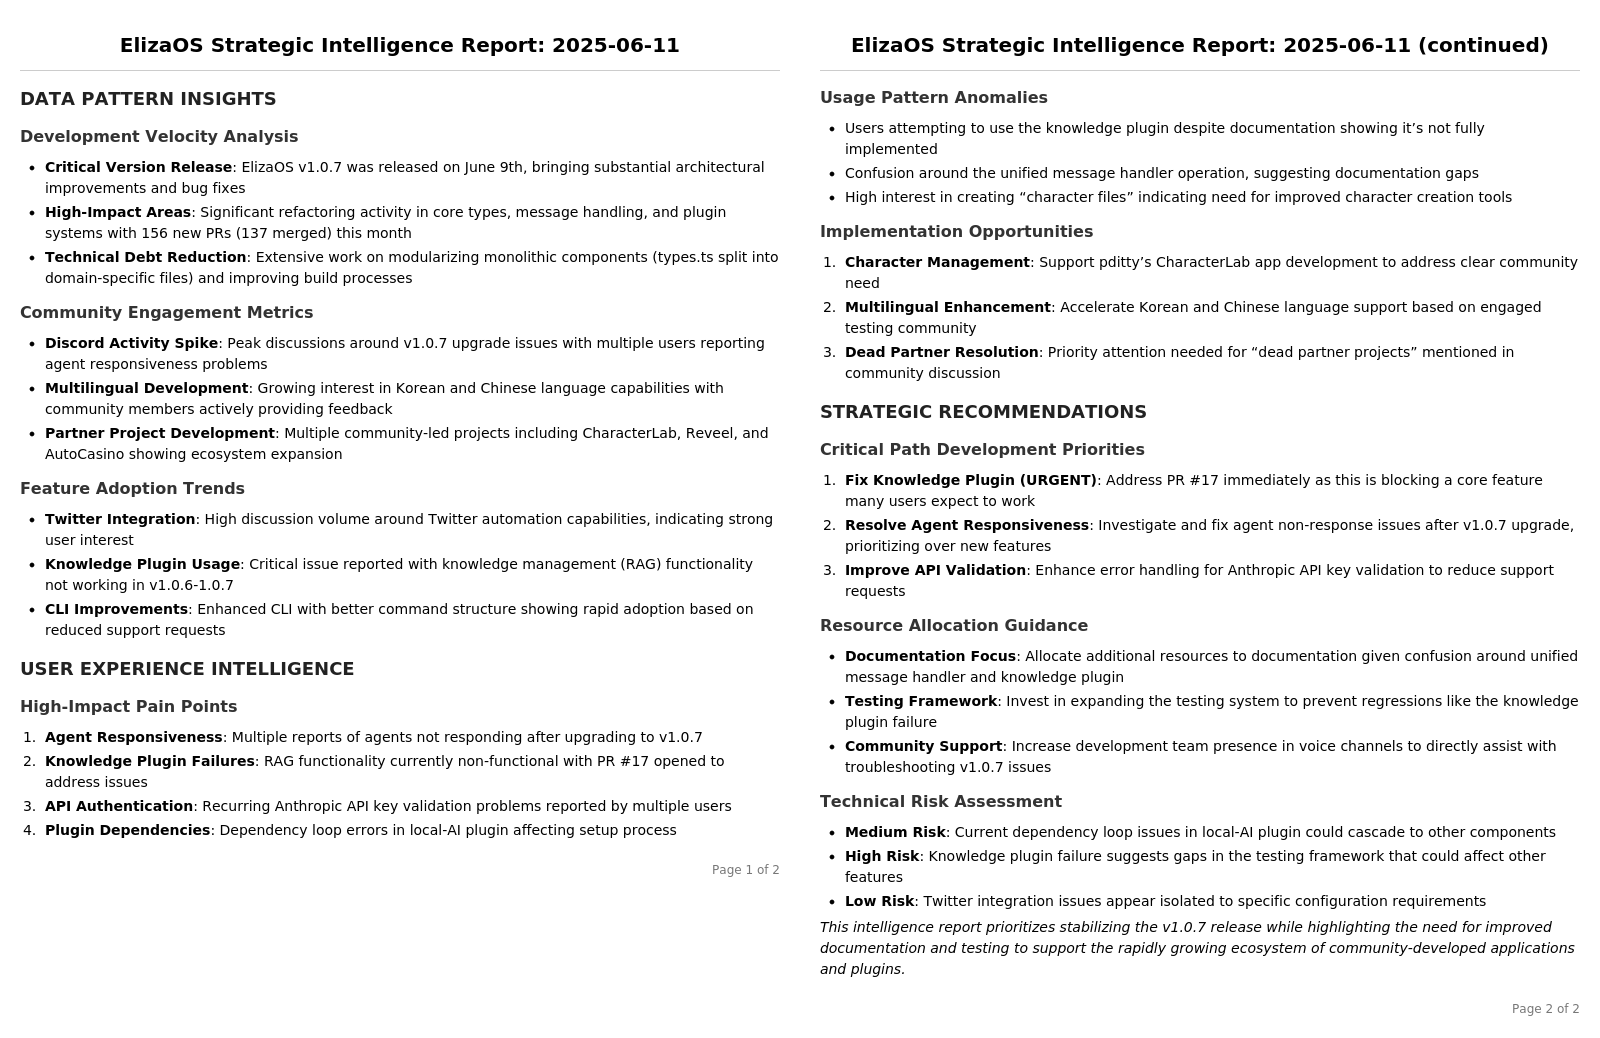 ElizaOS Strategic Intelligence Report: 2025-06-11
DATA PATTERN INSIGHTS
Development Velocity Analysis
• Critical Version Release: ElizaOS v1.0.7 was released on June 9th, bringing substantial architectural
improvements and bug fixes
• High-Impact Areas: Significant refactoring activity in core types, message handling, and plugin
systems with 156 new PRs (137 merged) this month
• Technical Debt Reduction: Extensive work on modularizing monolithic components (types.ts split into
domain-specific files) and improving build processes
Community Engagement Metrics
• Discord Activity Spike: Peak discussions around v1.0.7 upgrade issues with multiple users reporting
agent responsiveness problems
• Multilingual Development: Growing interest in Korean and Chinese language capabilities with
community members actively providing feedback
• Partner Project Development: Multiple community-led projects including CharacterLab, Reveel, and
AutoCasino showing ecosystem expansion
Feature Adoption Trends
• Twitter Integration: High discussion volume around Twitter automation capabilities, indicating strong
user interest
• Knowledge Plugin Usage: Critical issue reported with knowledge management (RAG) functionality
not working in v1.0.6-1.0.7
• CLI Improvements: Enhanced CLI with better command structure showing rapid adoption based on
reduced support requests
USER EXPERIENCE INTELLIGENCE
High-Impact Pain Points
1. Agent Responsiveness: Multiple reports of agents not responding after upgrading to v1.0.7
2. Knowledge Plugin Failures: RAG functionality currently non-functional with PR #17 opened to
address issues
3. API Authentication: Recurring Anthropic API key validation problems reported by multiple users
4. Plugin Dependencies: Dependency loop errors in local-AI plugin affecting setup process
Page 1 of 2
ElizaOS Strategic Intelligence Report: 2025-06-11 (continued)
Usage Pattern Anomalies
• Users attempting to use the knowledge plugin despite documentation showing it’s not fully
implemented
• Confusion around the unified message handler operation, suggesting documentation gaps
• High interest in creating “character files” indicating need for improved character creation tools
Implementation Opportunities
1. Character Management: Support pditty’s CharacterLab app development to address clear community
need
2. Multilingual Enhancement: Accelerate Korean and Chinese language support based on engaged
testing community
3. Dead Partner Resolution: Priority attention needed for “dead partner projects” mentioned in
community discussion
STRATEGIC RECOMMENDATIONS
Critical Path Development Priorities
1. Fix Knowledge Plugin (URGENT): Address PR #17 immediately as this is blocking a core feature
many users expect to work
2. Resolve Agent Responsiveness: Investigate and fix agent non-response issues after v1.0.7 upgrade,
prioritizing over new features
3. Improve API Validation: Enhance error handling for Anthropic API key validation to reduce support
requests
Resource Allocation Guidance
• Documentation Focus: Allocate additional resources to documentation given confusion around unified
message handler and knowledge plugin
• Testing Framework: Invest in expanding the testing system to prevent regressions like the knowledge
plugin failure
• Community Support: Increase development team presence in voice channels to directly assist with
troubleshooting v1.0.7 issues
Technical Risk Assessment
• Medium Risk: Current dependency loop issues in local-AI plugin could cascade to other components
• High Risk: Knowledge plugin failure suggests gaps in the testing framework that could affect other
features
• Low Risk: Twitter integration issues appear isolated to specific configuration requirements
This intelligence report prioritizes stabilizing the v1.0.7 release while highlighting the need for improved
documentation and testing to support the rapidly growing ecosystem of community-developed applications
and plugins.
Page 2 of 2